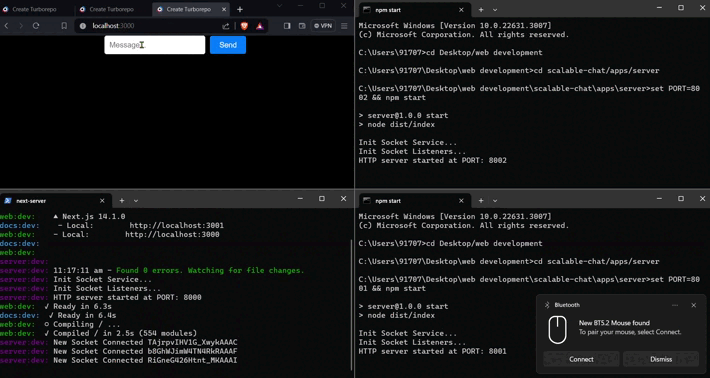 Create Turborepo
Create Turborepo
Create Turborepo
localhost:3000
VPN
Message..
Send
npm start
Microsoft Windows [Version 10.0.22631.3007]
(c) Microsoft Corporation. All rights reserved.
C:\Users\91707>cd Desktop/web development
C:\Users\91707\Desktop\web development>cd scalable-chat/apps/server
C:\Users\91707\Desktop\web development\scalable-chat\apps\server>set PORT=80
02 && npm start
> server@1.0.0 start
> node dist/index
Init Socket Service...
Init Socket Listeners...
HTTP server started at PORT: 8002
next-server
web:dev: ▲ Next.js 14.1.0
docs:dev: - Local: http://localhost:3001
web:dev: - Local: http://localhost:3000
docs:dev:
web:dev:
server:dev:
server:dev: 11:17:11 am - Found 0 errors. Watching for file changes.
server:dev: Init Socket Service...
server:dev: Init Socket Listeners...
server:dev: HTTP server started at PORT: 8000
web:dev: ✓ Ready in 6.3s
docs:dev: ✓ Ready in 6.4s
web:dev: ○ Compiling / ...
web:dev: ✓ Compiled / in 2.5s (554 modules)
server:dev: New Socket Connected TAjrpvIHV1G_XwykAAAC
server:dev: New Socket Connected b8GhWJimW4TN4RkRAAAF
server:dev: New Socket Connected RiGneG426Htnt_MKAAAI
npm start
Microsoft Windows [Version 10.0.22631.3007]
(c) Microsoft Corporation. All rights reserved.
C:\Users\91707>cd Desktop/web development
C:\Users\91707\Desktop\web development>cd scalable-chat/apps/server
C:\Users\91707\Desktop\web development\scalable-chat\apps\server>set PORT=80
01 && npm start
> server@1.0.0 start
> node dist/index
Init Socket Service...
Init Socket Listeners...
HTTP server started at PORT: 8001
Bluetooth
New BT5.2 Mouse found
To pair your mouse, select Connect.
Connect
Dismiss